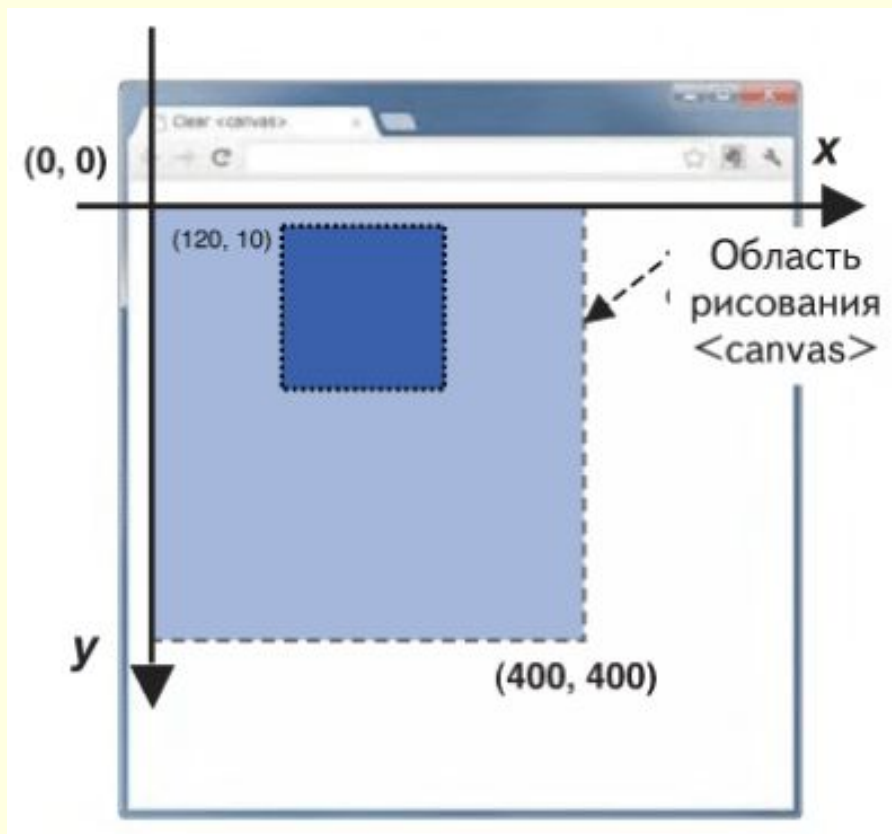 Clear <canvas>
(0, 0)
x
(120, 10)
Область
рисования
<canvas>
y
(400, 400)